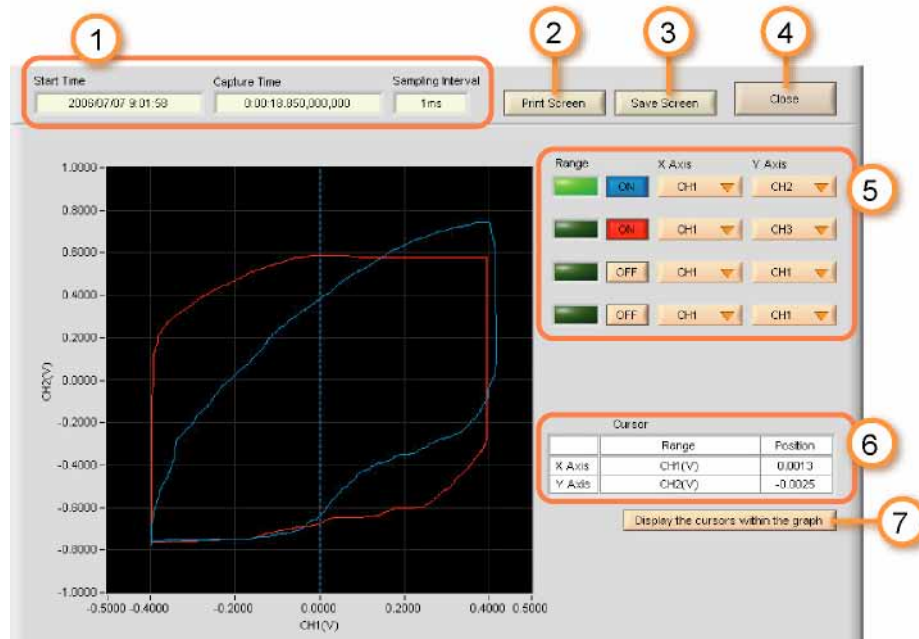 1
2
3
4
Start Time
Capture Time
Sampling Interval
2006/07/07 9:01:58
0:00:18.850,000,000
1ms
Print Screen
Save Screen
Close
Range
X Axis
Y Axis
ON
CH1
CH2
5
ON
CH1
CH3
OFF
CH1
CH1
OFF
CH1
CH1
1.0000
0.8000
0.6000
0.4000
0.2000
0.0000
-0.2000
-0.4000
-0.6000
-0.8000
-1.0000
CH2(V)
-0.5000
-0.4000
-0.2000
0.0000
0.2000
0.4000
0.5000
CH1(V)
Cursor
Range
Position
X Axis
CH1(V)
0.0013
Y Axis
CH2(V)
-0.0025
6
Display the cursors within the graph
7